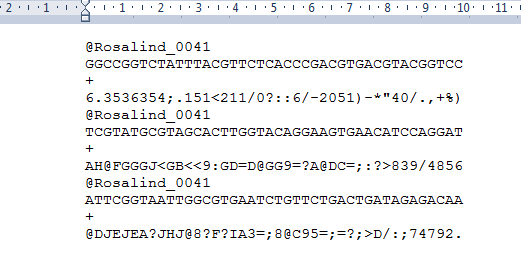 2 · 1 · 1 · 2 · 3 · 4 · 5 · 6 · 7 · 8 · 9 · 10 · 11 ·
@Rosalind_0041
GGCCGGTCTATTTACGTTCTCACCCGACGTGACGTACGGTCC
+
6.3536354;.151<211/0?::6/-2051)-*"40/.,+%)
@Rosalind_0041
TCGTATGCGTAGCACTTGGTACAGGAAGTGAACATCCAGGAT
+
AH@FGGGJ<GB<<9:GD=D@GG9=?A@DC=;:?>839/4856
@Rosalind_0041
ATTCGGTAATTGGCGTGAATCTGTTCTGACTGATAGAGACAA
+
@DJEJEA?JHJ@8?F?IA3=;8@C95=;=?;>D/:;74792.